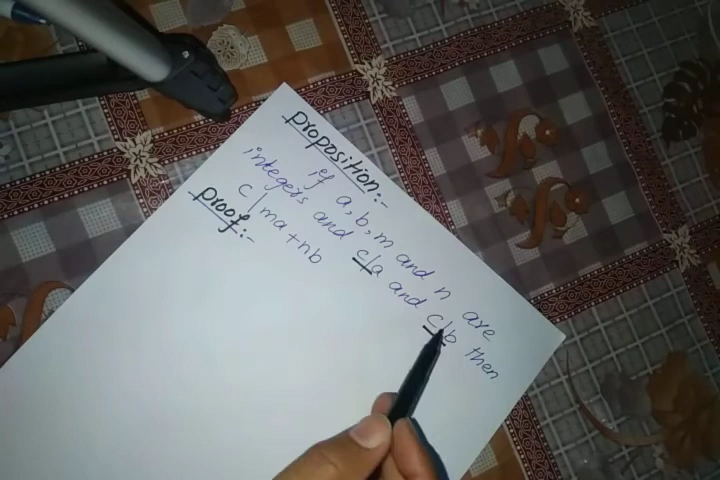 Proposition:-
if a, b, m and n are
integers and c|a and c|b then
c|ma+nb
Proof:-